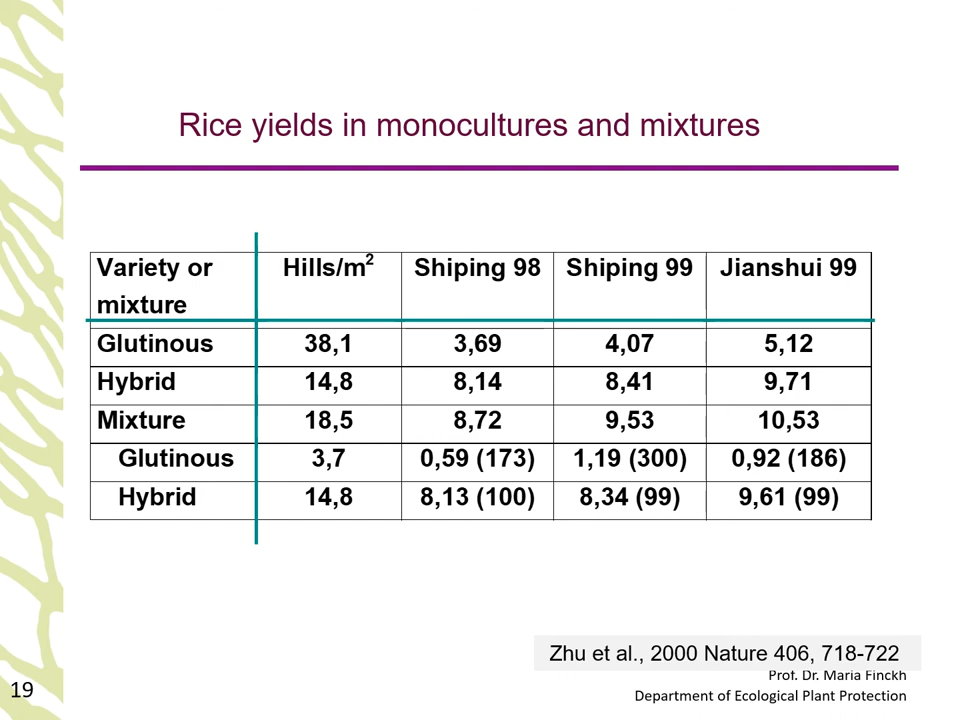 Rice yields in monocultures and mixtures
Variety or mixture Hills/m² Shiping 98 Shiping 99 Jianshui 99
Glutinous 38,1 3,69 4,07 5,12
Hybrid 14,8 8,14 8,41 9,71
Mixture 18,5 8,72 9,53 10,53
Glutinous 3,7 0,59 (173) 1,19 (300) 0,92 (186)
Hybrid 14,8 8,13 (100) 8,34 (99) 9,61 (99)
Zhu et al., 2000 Nature 406, 718-722
Prof. Dr. Maria Finckh
Department of Ecological Plant Protection
19